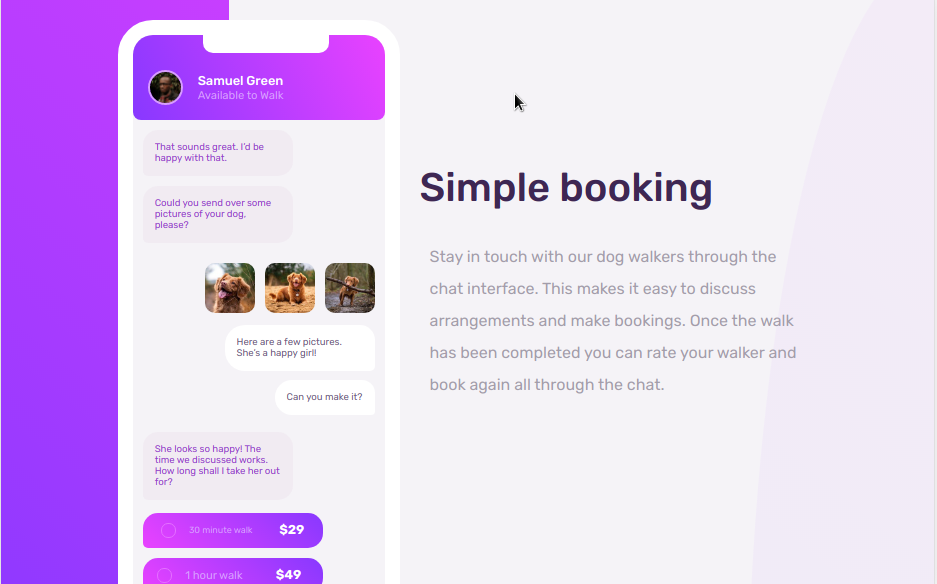 Samuel Green
Available to Walk
That sounds great. I'd be
happy with that.
Could you send over some
pictures of your dog,
please?
Here are a few pictures.
She's a happy girl!
Can you make it?
She looks so happy! The
time we discussed works.
How long shall I take her out
for?
30 minute walk $29
1 hour walk $49
Simple booking
Stay in touch with our dog walkers through the
chat interface. This makes it easy to discuss
arrangements and make bookings. Once the walk
has been completed you can rate your walker and
book again all through the chat.